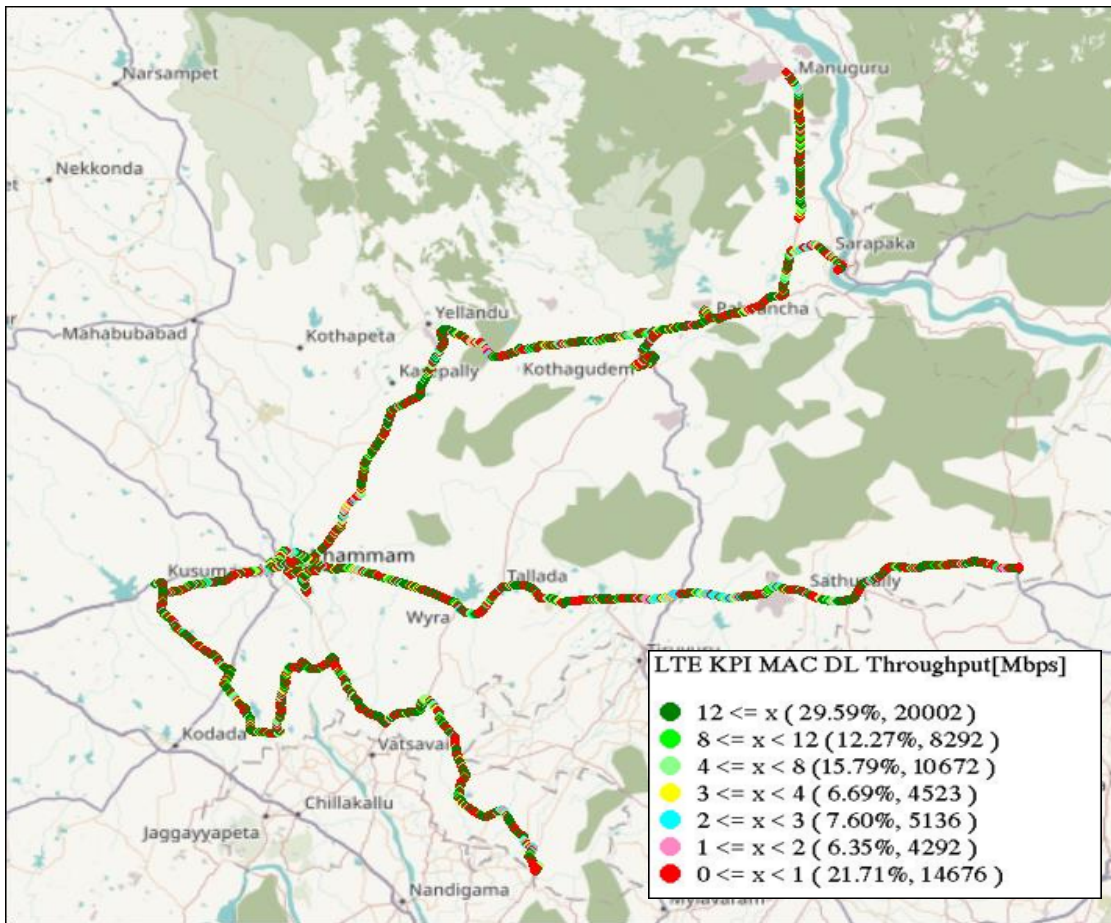 Manuguru
Narsampet
Nekkonda
et
Sarapaka
ar
Yellandu
Mahabubabad
Kothapeta
Kothagudem
Tallada
Wyra
LTE KPI MAC DL Throughput[Mbps]
12 <= x ( 29.59%, 20002 )
8 <= x < 12 (12.27%, 8292 )
4 <= x < 8 (15.79%, 10672 )
3 <= x < 4 ( 6.69%, 4523 )
2 <= x < 3 ( 7.60%, 5136 )
1 <= x < 2 ( 6.35%, 4292 )
0 <= x < 1 ( 21.71%, 14676 )
Kodada
Vatsavai
Chillakallu
Jaggayyapeta
Nandigama